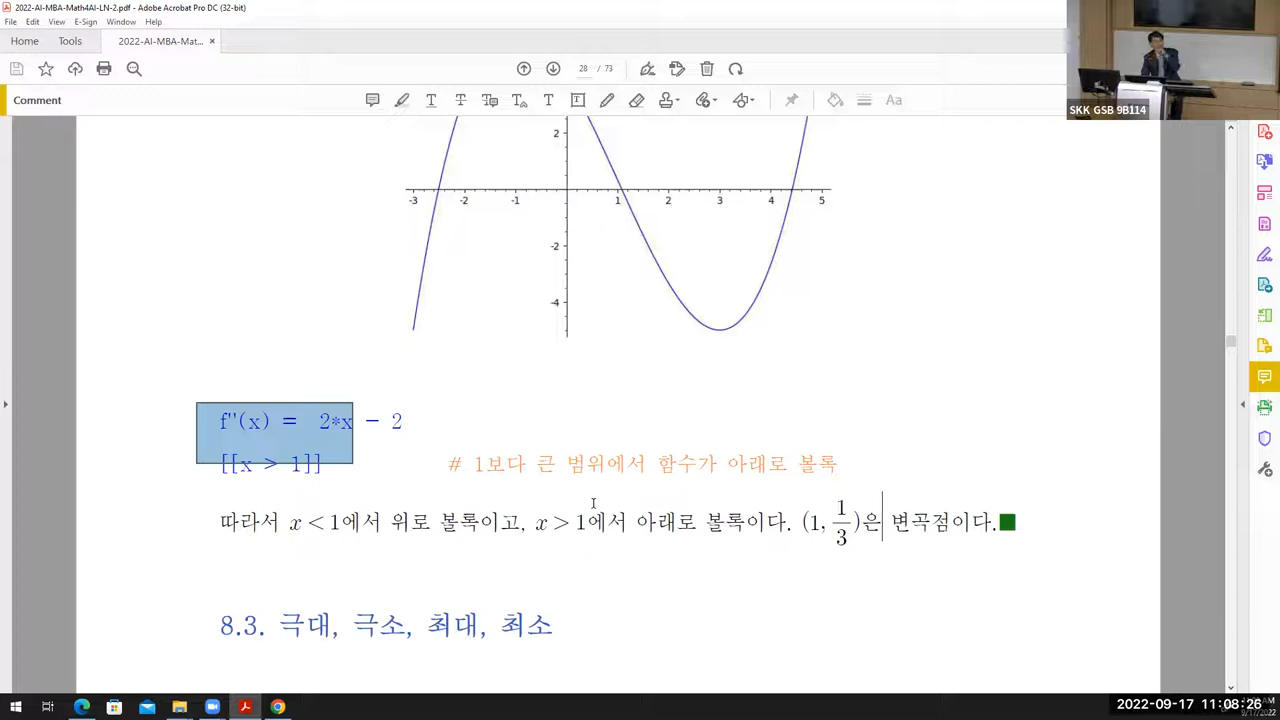 2022-AI-MBA-Math4AI-LN-2.pdf - Adobe Acrobat Pro DC (32-bit)
File Edit View E-Sign Window Help
Home Tools 2022-AI-MBA-Mat... ×
28 / 73
Comment
SKK GSB 9B114
2
-3 -2 -1 1 2 3 4 5
-2
-4
f''(x) = 2*x - 2
[[x > 1]] # 1보다 큰 범위에서 함수가 아래로 볼록
따라서 x < 1에서 위로 볼록이고, x > 1에서 아래로 볼록이다. (1, 1/3)은 변곡점이다.
8.3. 극대, 극소, 최대, 최소
2022-09-17 11:08:26